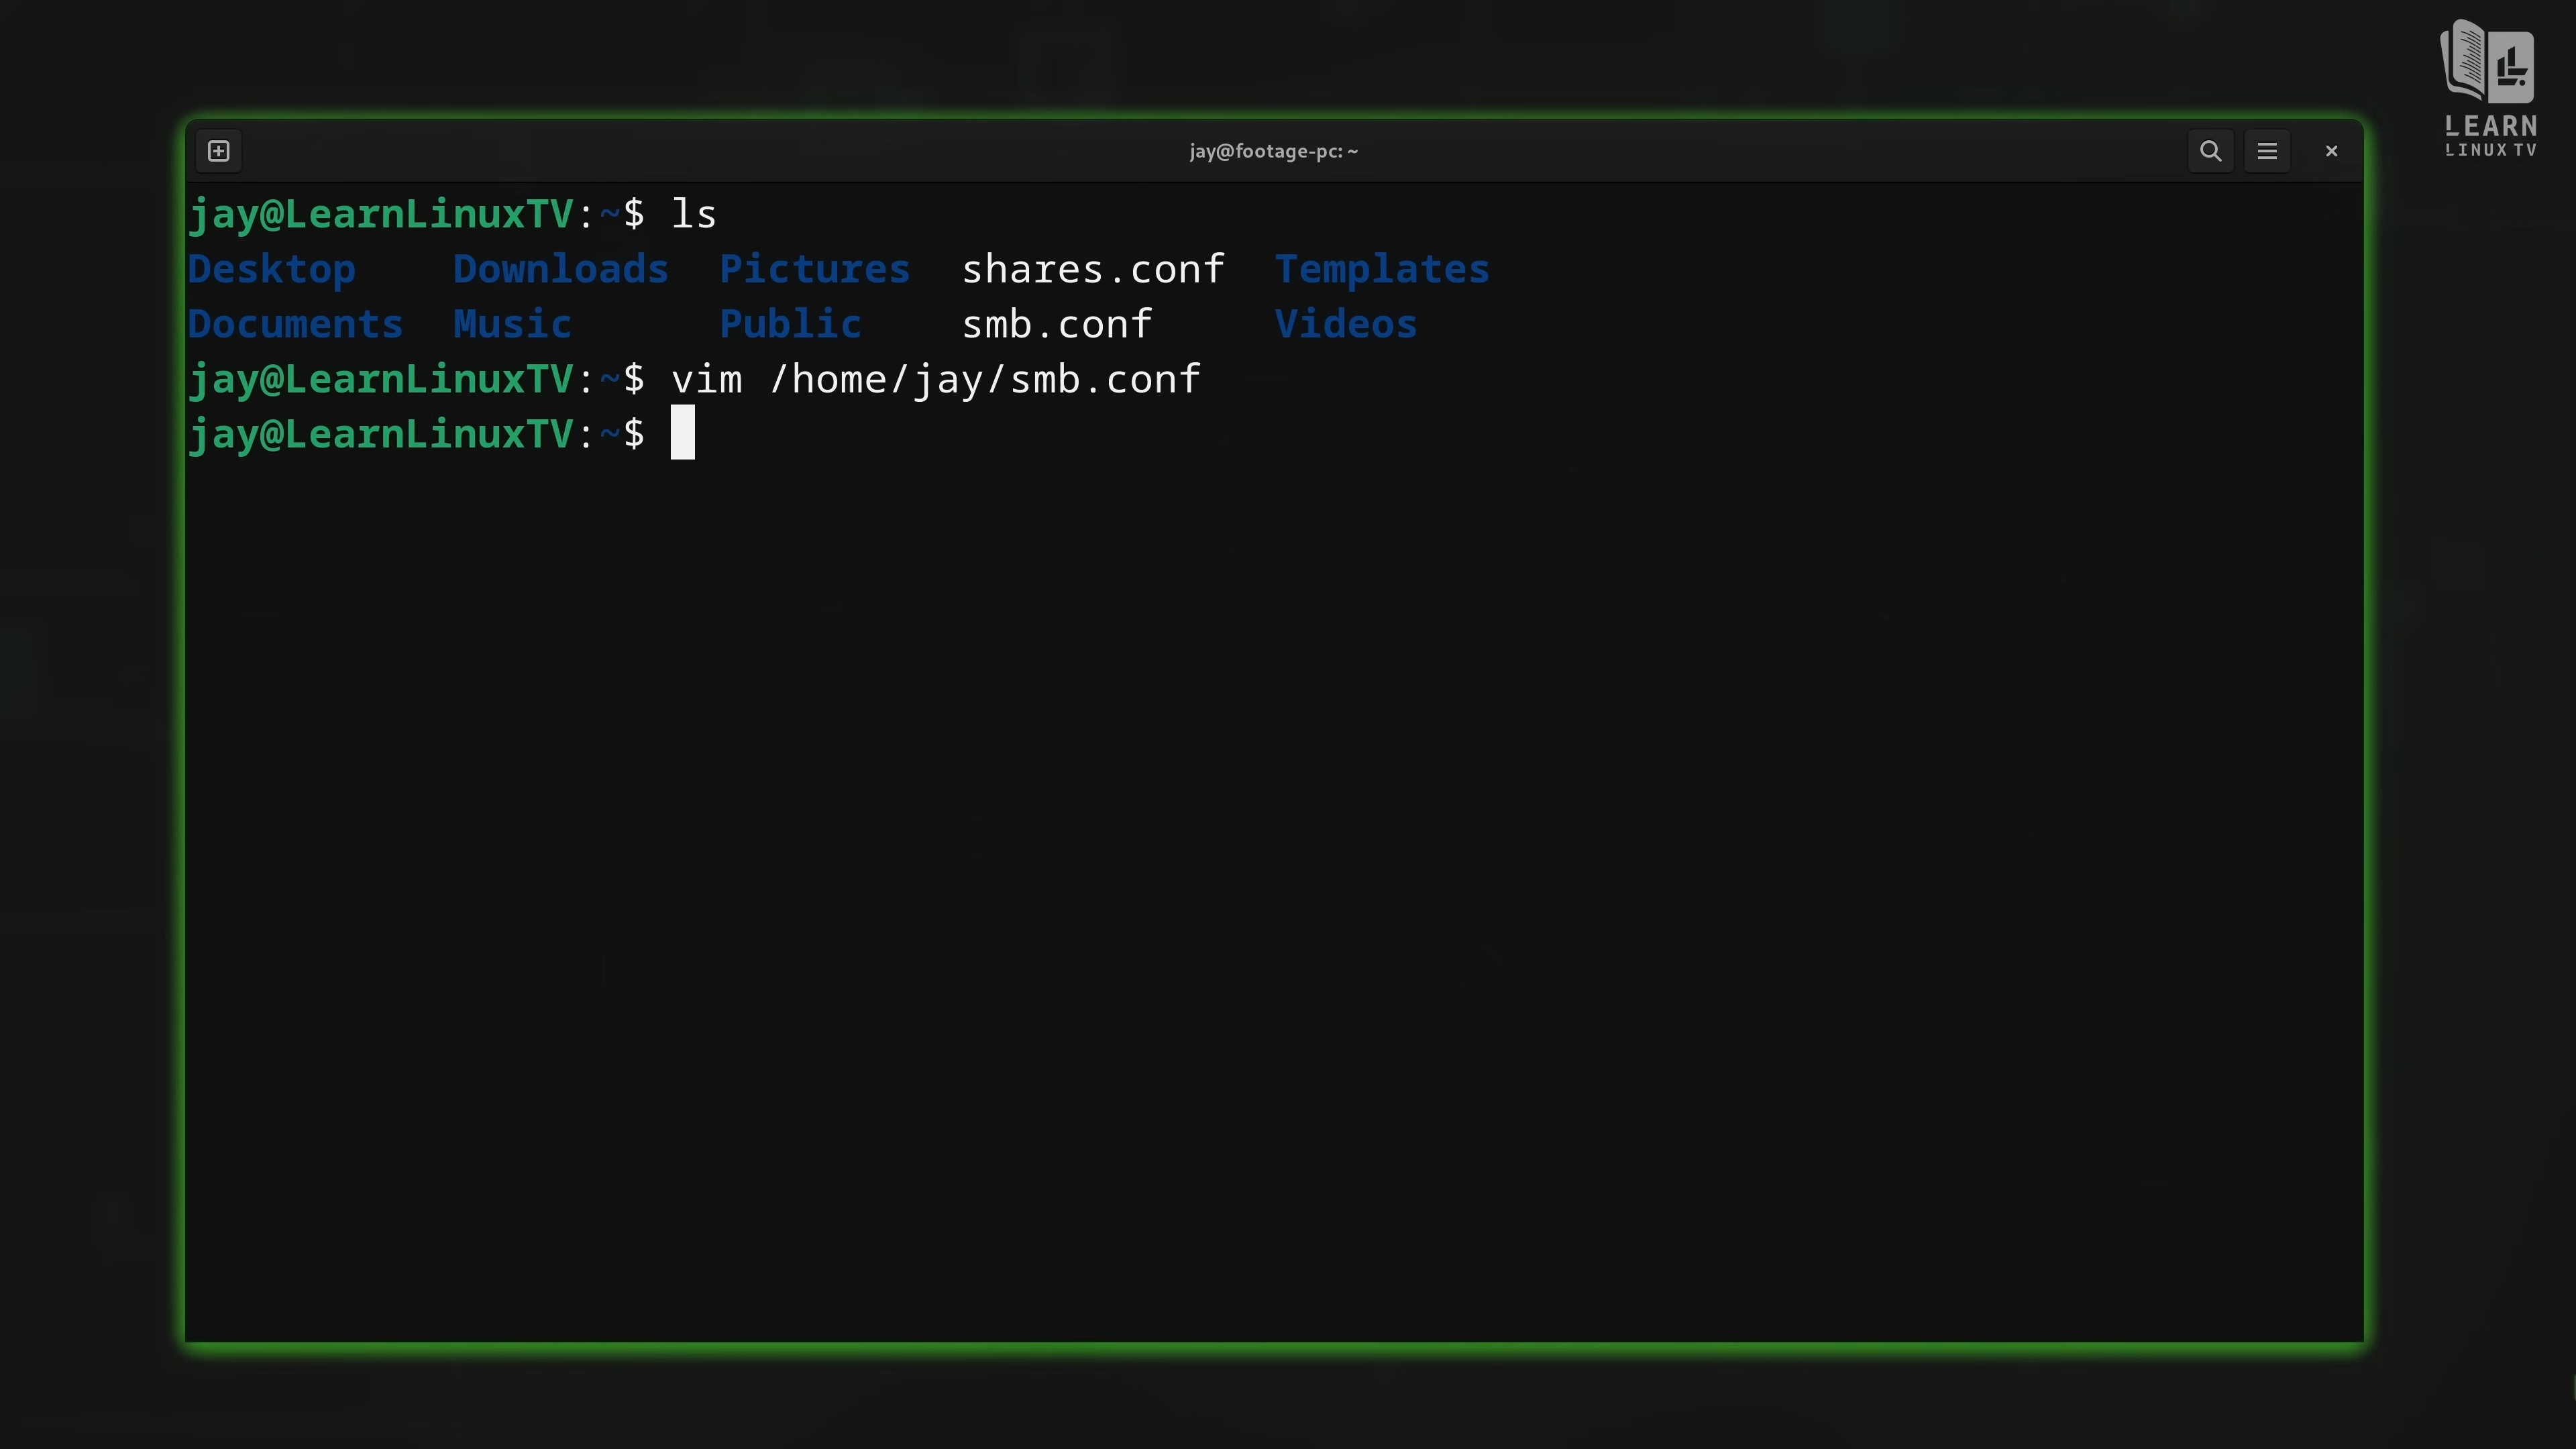 LEARN
LINUX TV
jay@footage-pc: ~
jay@LearnLinuxTV:~$ ls
Desktop    Downloads  Pictures  shares.conf  Templates
Documents  Music      Public    smb.conf     Videos
jay@LearnLinuxTV:~$ vim /home/jay/smb.conf
jay@LearnLinuxTV:~$